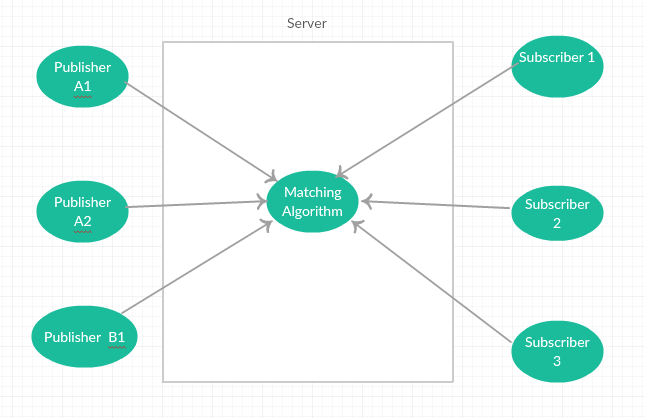 Server
Publisher
A1
Subscriber 1
Matching
Algorithm
Publisher
A2
Subscriber
2
Publisher B1
Subscriber
3